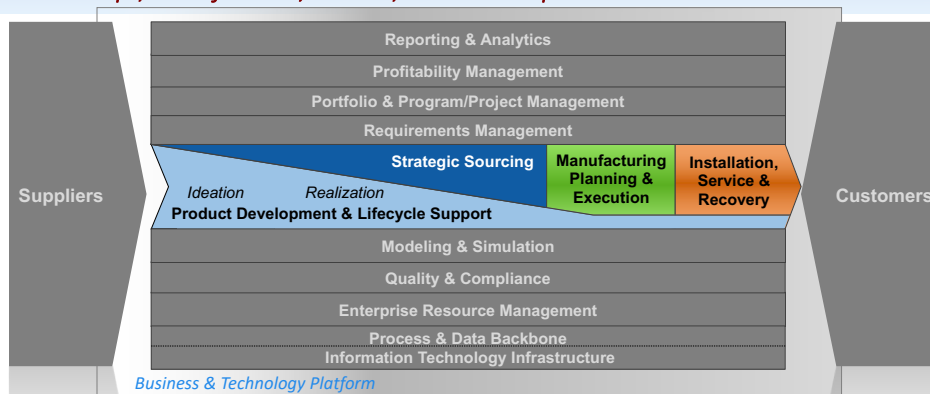 Reporting & Analytics
Profitability Management
Portfolio & Program/Project Management
Requirements Management
Suppliers
Strategic Sourcing
Ideation
Realization
Product Development & Lifecycle Support
Manufacturing
Planning &
Execution
Installation,
Service &
Recovery
Customers
Modeling & Simulation
Quality & Compliance
Enterprise Resource Management
Process & Data Backbone
Information Technology Infrastructure
Business & Technology Platform